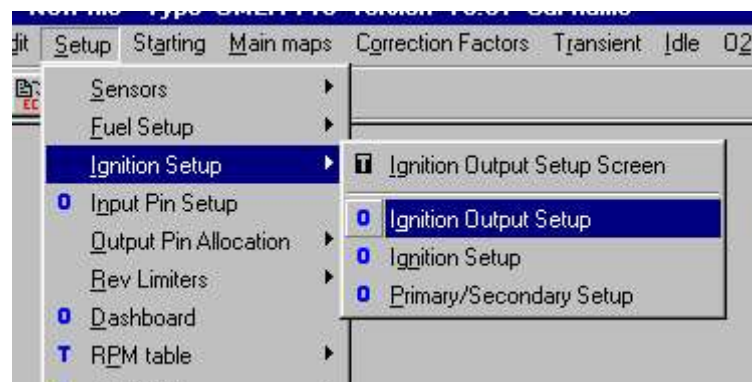 dit Setup Starting Main maps Correction Factors Transient Idle O2
EC
Sensors
Fuel Setup
Ignition Setup
T Ignition Output Setup Screen
O Input Pin Setup
O Ignition Output Setup
Output Pin Allocation
O Ignition Setup
Rev Limiters
O Primary/Secondary Setup
O Dashboard
T RPM table